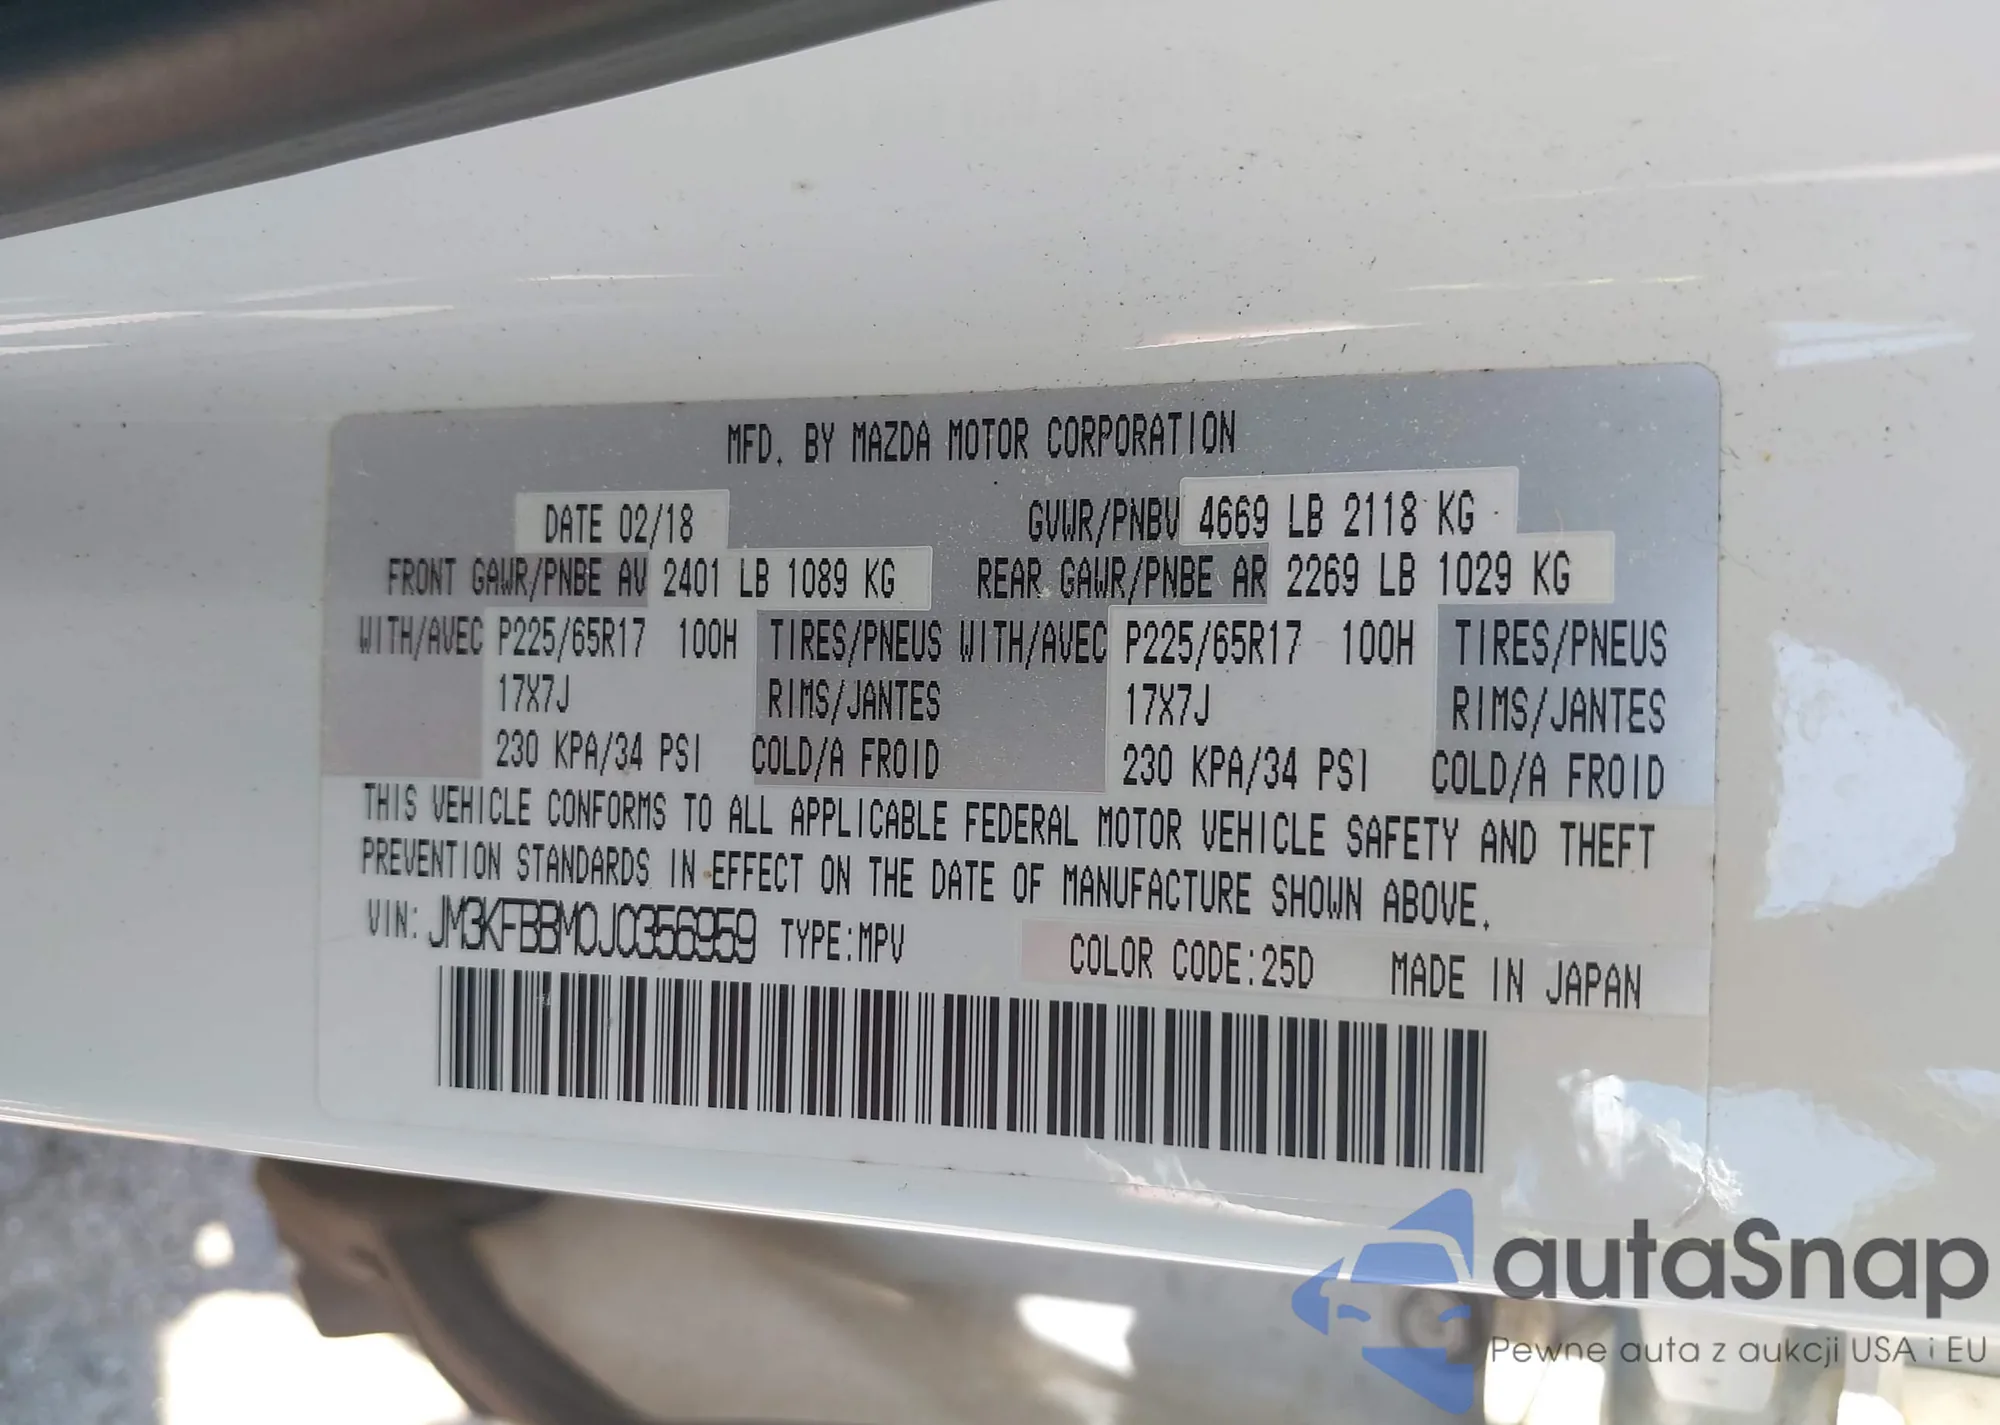 MFD. BY MAZDA MOTOR CORPORATION
DATE 02/18 GVWR/PNBV 4669 LB 2118 KG
FRONT GAWR/PNBE AV 2401 LB 1089 KG REAR GAWR/PNBE AR 2269 LB 1029 KG
WITH/AVEC P225/65R17 100H TIRES/PNEUS WITH/AVEC P225/65R17 100H TIRES/PNEUS
17X7J RIMS/JANTES 17X7J RIMS/JANTES
230 KPA/34 PSI COLD/A FROID 230 KPA/34 PSI COLD/A FROID
THIS VEHICLE CONFORMS TO ALL APPLICABLE FEDERAL MOTOR VEHICLE SAFETY AND THEFT
PREVENTION STANDARDS IN EFFECT ON THE DATE OF MANUFACTURE SHOWN ABOVE.
VIN: JM3KFBBM0J0356959 TYPE:MPV COLOR CODE:25D MADE IN JAPAN
autaSnap
Pewne auta z aukcji USA i EU